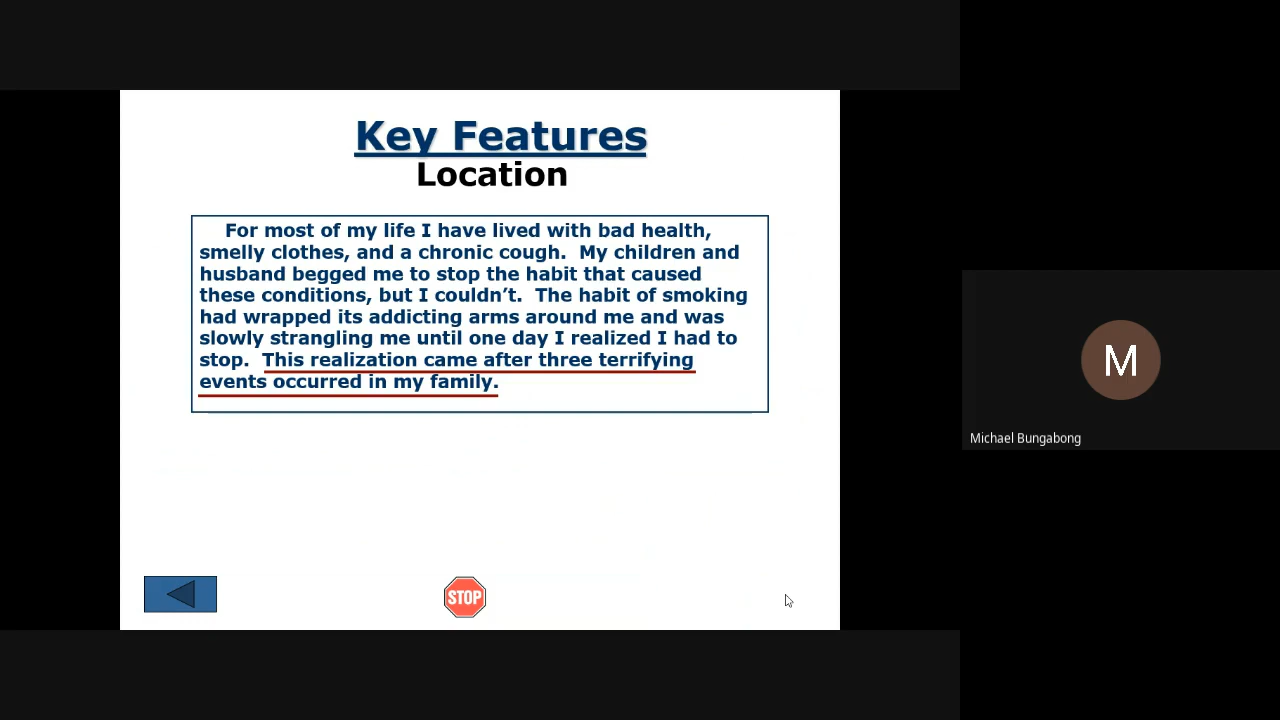 Key Features
Location
For most of my life I have lived with bad health,
smelly clothes, and a chronic cough.  My children and
husband begged me to stop the habit that caused
these conditions, but I couldn’t.  The habit of smoking
had wrapped its addicting arms around me and was
slowly strangling me until one day I realized I had to
stop.  This realization came after three terrifying
events occurred in my family.
STOP
M
Michael Bungabong